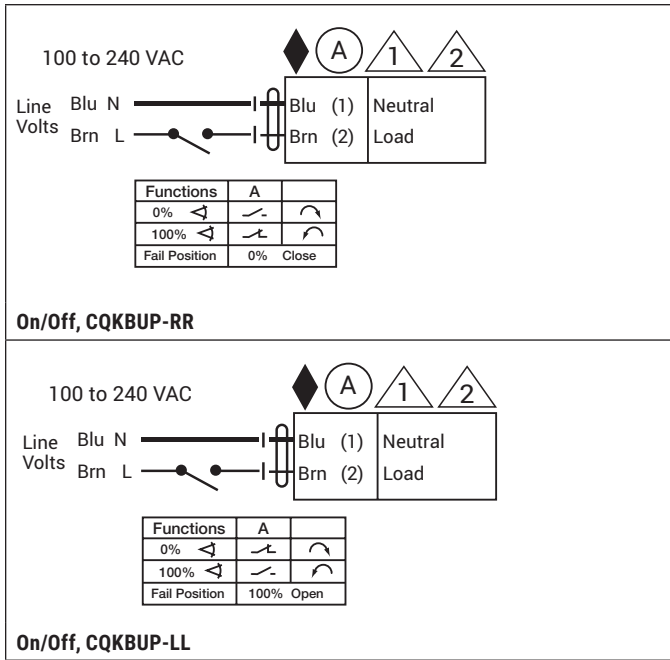 100 to 240 VAC
A 1 2
Line Volts
Blu N
Brn L
Blu (1) Neutral
Brn (2) Load
Functions A
0%
100%
Fail Position 0% Close
On/Off, CQKBUP-RR
100 to 240 VAC
A 1 2
Line Volts
Blu N
Brn L
Blu (1) Neutral
Brn (2) Load
Functions A
0%
100%
Fail Position 100% Open
On/Off, CQKBUP-LL